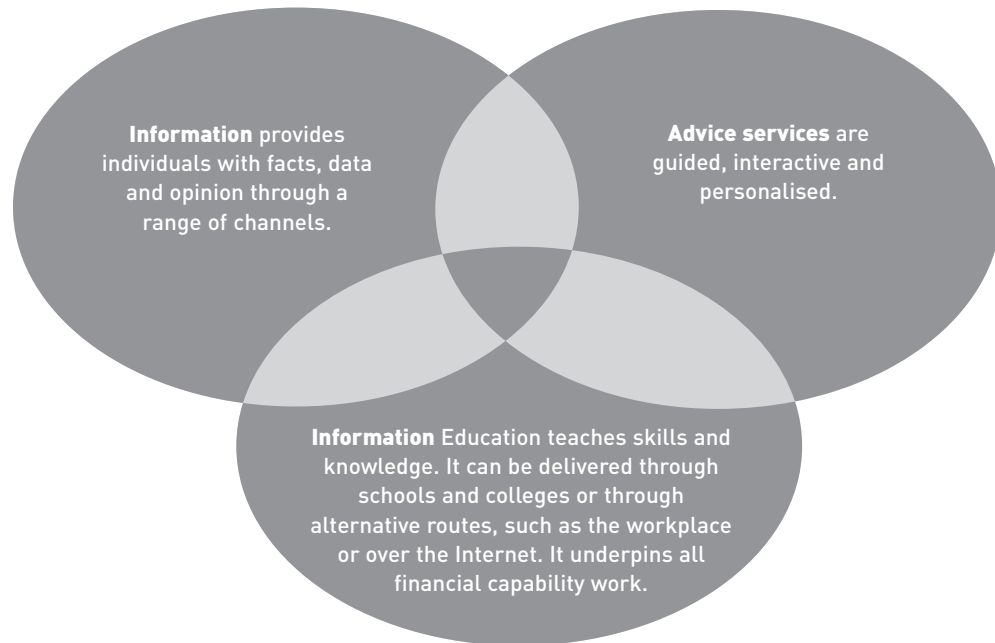 Information provides
individuals with facts, data
and opinion through a
range of channels.
Advice services are
guided, interactive and
personalised.
Information Education teaches skills and
knowledge. It can be delivered through
schools and colleges or through
alternative routes, such as the workplace
or over the Internet. It underpins all
financial capability work.